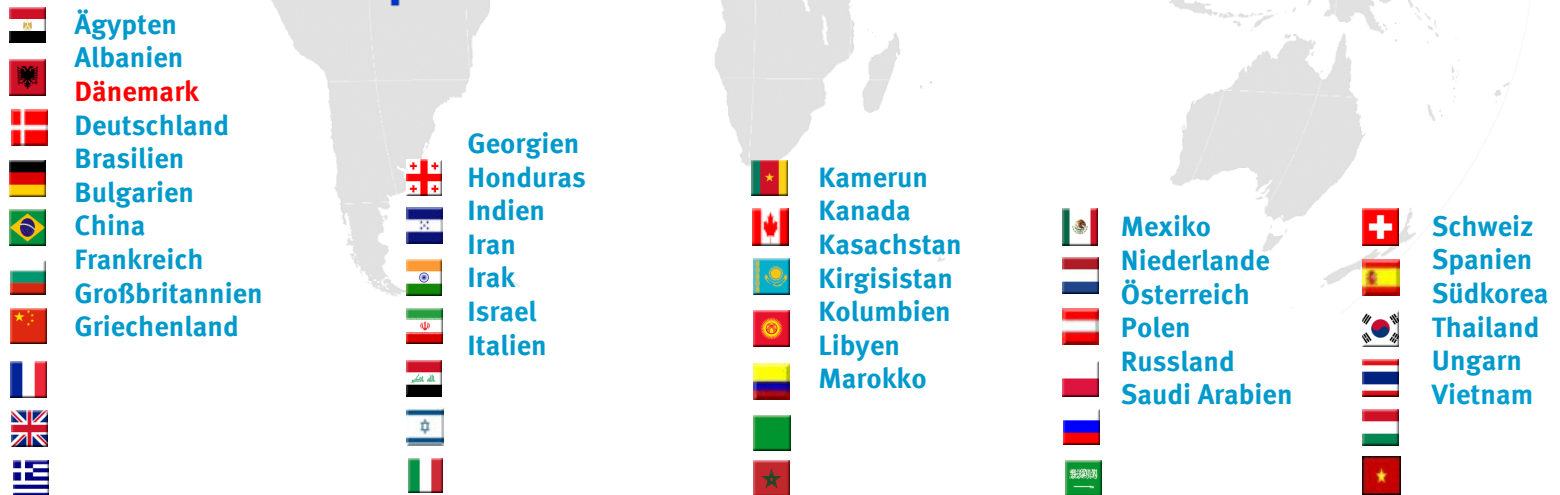 Ägypten
Albanien
Dänemark
Deutschland
Brasilien
Bulgarien
China
Frankreich
Großbritannien
Griechenland
Georgien
Honduras
Indien
Iran
Irak
Israel
Italien
Kamerun
Kanada
Kasachstan
Kirgisistan
Kolumbien
Libyen
Marokko
Mexiko
Niederlande
Österreich
Polen
Russland
Saudi Arabien
Schweiz
Spanien
Südkorea
Thailand
Ungarn
Vietnam